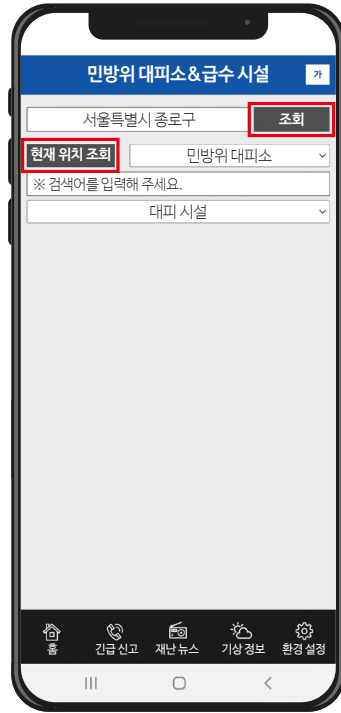 민방위 대피소&급수 시설 가
서울특별시 종로구 조회
현재 위치 조회 민방위 대피소
※ 검색어를 입력해 주세요.
대피 시설
홈 긴급 신고 재난 뉴스 기상 정보 환경 설정